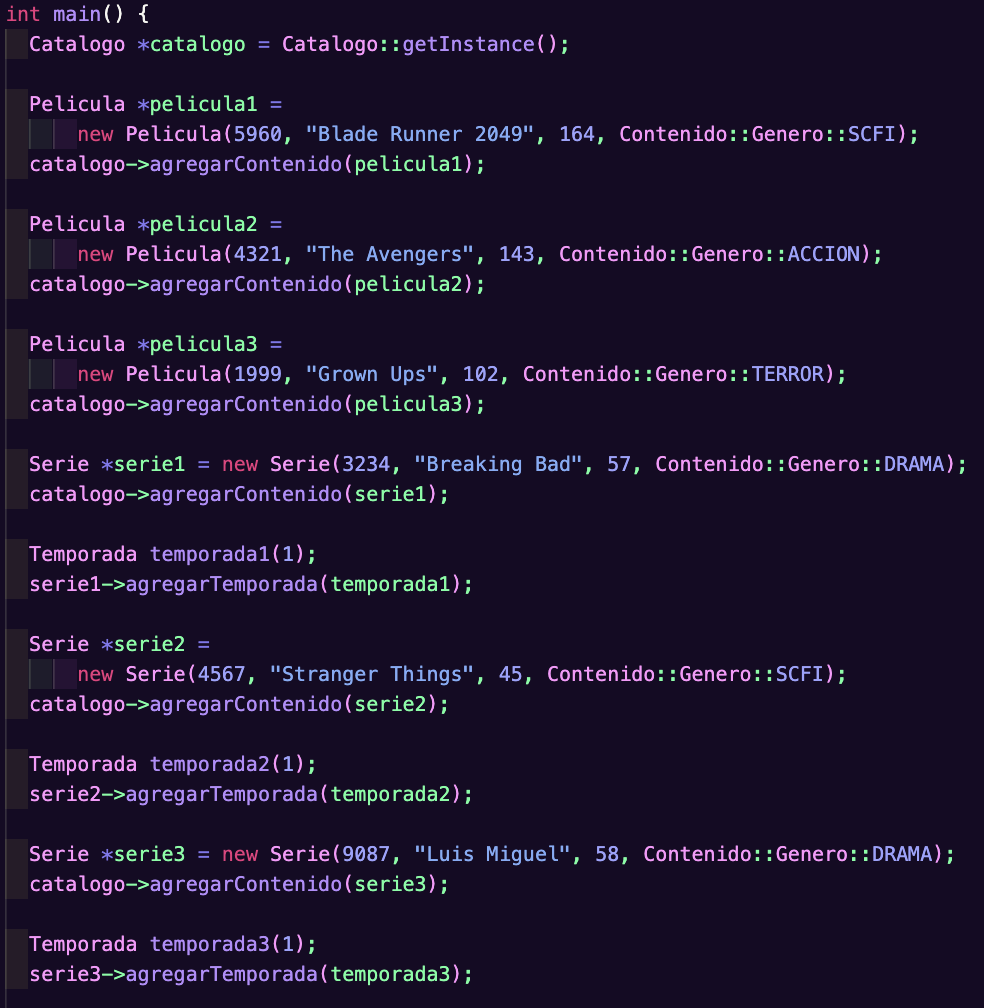 int main() {
Catalogo *catalogo = Catalogo::getInstance();
Pelicula *pelicula1 =
new Pelicula(5960, "Blade Runner 2049", 164, Contenido::Genero::SCFI);
catalogo->agregarContenido(pelicula1);
Pelicula *pelicula2 =
new Pelicula(4321, "The Avengers", 143, Contenido::Genero::ACCION);
catalogo->agregarContenido(pelicula2);
Pelicula *pelicula3 =
new Pelicula(1999, "Grown Ups", 102, Contenido::Genero::TERROR);
catalogo->agregarContenido(pelicula3);
Serie *serie1 = new Serie(3234, "Breaking Bad", 57, Contenido::Genero::DRAMA);
catalogo->agregarContenido(serie1);
Temporada temporada1(1);
serie1->agregarTemporada(temporada1);
Serie *serie2 =
new Serie(4567, "Stranger Things", 45, Contenido::Genero::SCFI);
catalogo->agregarContenido(serie2);
Temporada temporada2(1);
serie2->agregarTemporada(temporada2);
Serie *serie3 = new Serie(9087, "Luis Miguel", 58, Contenido::Genero::DRAMA);
catalogo->agregarContenido(serie3);
Temporada temporada3(1);
serie3->agregarTemporada(temporada3);